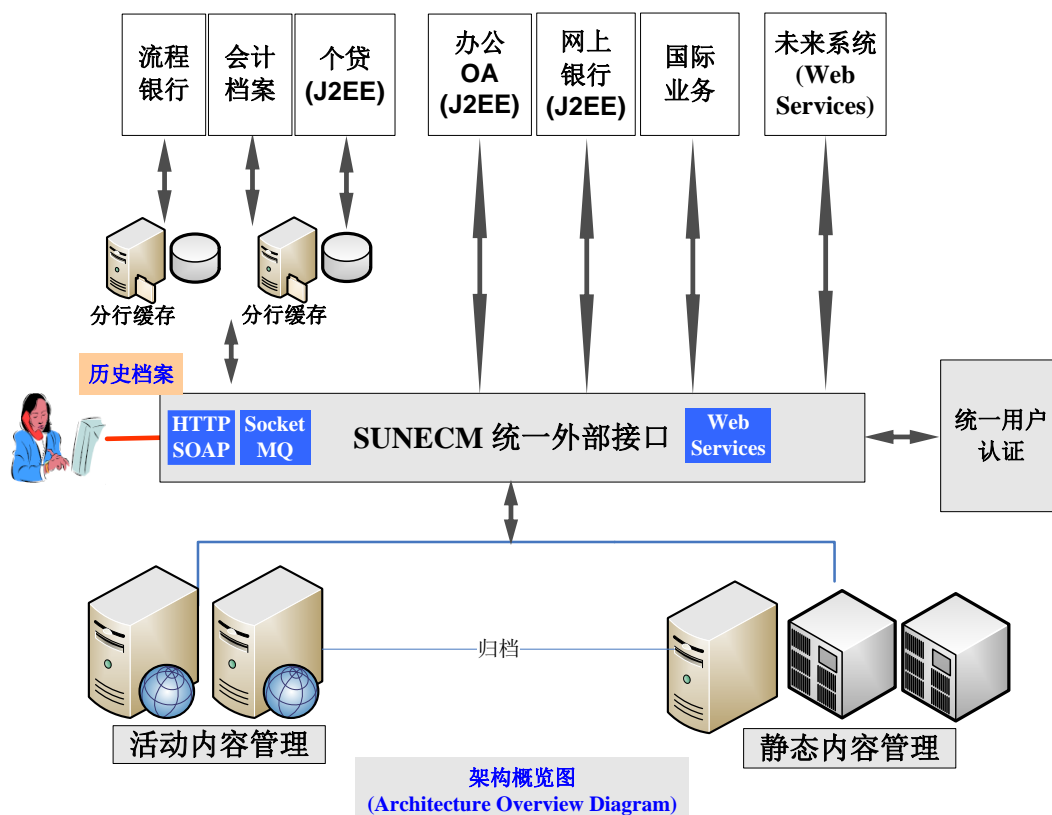 流程
银行
会计
档案
个贷
(J2EE)
办公
OA
(J2EE)
网上
银行
(J2EE)
国际
业务
未来系统
(Web
Services)
分行缓存
分行缓存
历史档案
HTTP
SOAP
Socket
MQ
SUNECM 统一外部接口
Web
Services
统一用户
认证
归档
活动内容管理
静态内容管理
架构概览图
(Architecture Overview Diagram)